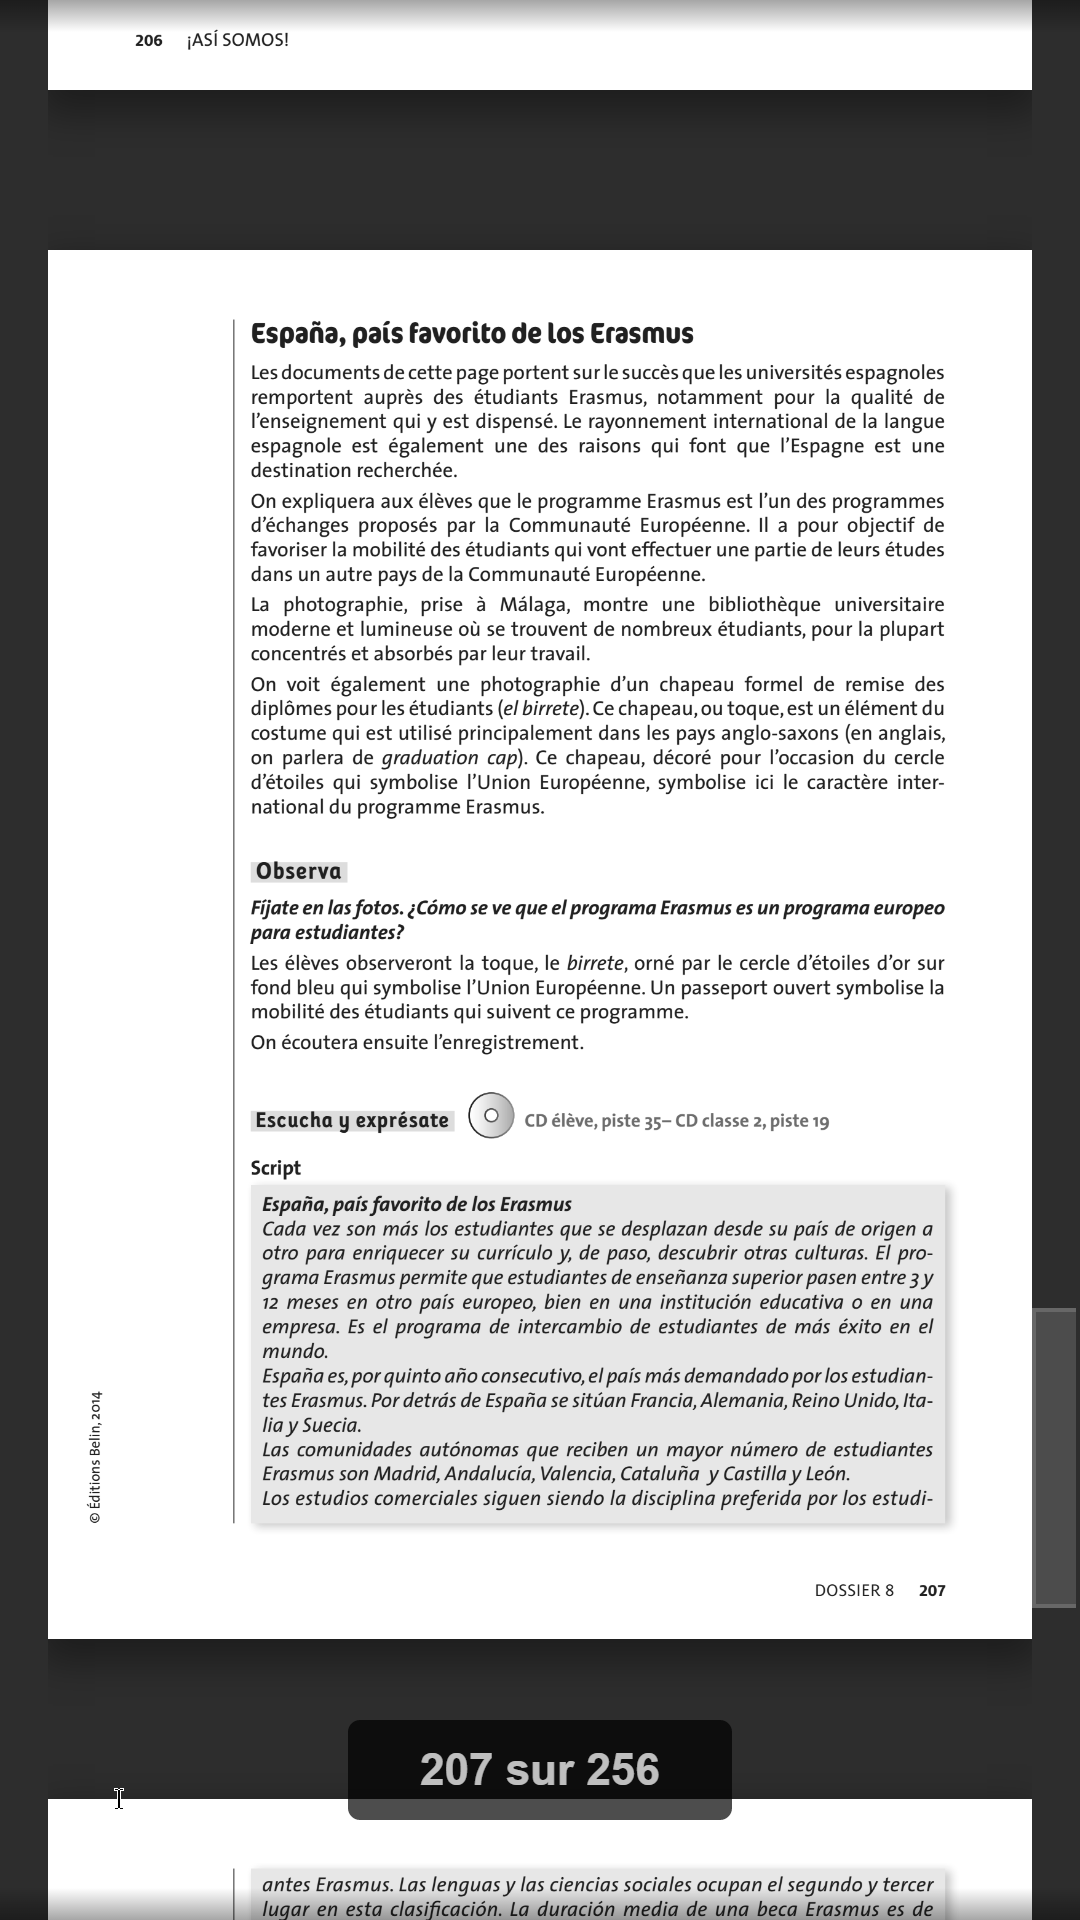 206 ¡ASÍ SOMOS!
España, país favorito de los Erasmus
Les documents de cette page portent sur le succès que les universités espagnoles
remportent auprès des étudiants Erasmus, notamment pour la qualité de
l’enseignement qui y est dispensé. Le rayonnement international de la langue
espagnole est également une des raisons qui font que l’Espagne est une
destination recherchée.
On expliquera aux élèves que le programme Erasmus est l’un des programmes
d’échanges proposés par la Communauté Européenne. Il a pour objectif de
favoriser la mobilité des étudiants qui vont effectuer une partie de leurs études
dans un autre pays de la Communauté Européenne.
La photographie, prise à Málaga, montre une bibliothèque universitaire
moderne et lumineuse où se trouvent de nombreux étudiants, pour la plupart
concentrés et absorbés par leur travail.
On voit également une photographie d’un chapeau formel de remise des
diplômes pour les étudiants (el birrete). Ce chapeau, ou toque, est un élément du
costume qui est utilisé principalement dans les pays anglo-saxons (en anglais,
on parlera de graduation cap). Ce chapeau, décoré pour l’occasion du cercle
d’étoiles qui symbolise l’Union Européenne, symbolise ici le caractère inter-
national du programme Erasmus.
Observa
Fíjate en las fotos. ¿Cómo se ve que el programa Erasmus es un programa europeo
para estudiantes?
Les élèves observeront la toque, le birrete, orné par le cercle d’étoiles d’or sur
fond bleu qui symbolise l’Union Européenne. Un passeport ouvert symbolise la
mobilité des étudiants qui suivent ce programme.
On écoutera ensuite l’enregistrement.
Escucha y exprésate CD élève, piste 35– CD classe 2, piste 19
Script
España, país favorito de los Erasmus
Cada vez son más los estudiantes que se desplazan desde su país de origen a
otro para enriquecer su currículo y, de paso, descubrir otras culturas. El pro-
grama Erasmus permite que estudiantes de enseñanza superior pasen entre 3 y
12 meses en otro país europeo, bien en una institución educativa o en una
empresa. Es el programa de intercambio de estudiantes de más éxito en el
mundo.
España es, por quinto año consecutivo, el país más demandado por los estudian-
tes Erasmus. Por detrás de España se sitúan Francia, Alemania, Reino Unido, Ita-
lia y Suecia.
Las comunidades autónomas que reciben un mayor número de estudiantes
Erasmus son Madrid, Andalucía, Valencia, Cataluña y Castilla y León.
Los estudios comerciales siguen siendo la disciplina preferida por los estudi-
© Éditions Belin, 2014
DOSSIER 8 207
207 sur 256
antes Erasmus. Las lenguas y las ciencias sociales ocupan el segundo y tercer
lugar en esta clasificación. La duración media de una beca Erasmus es de